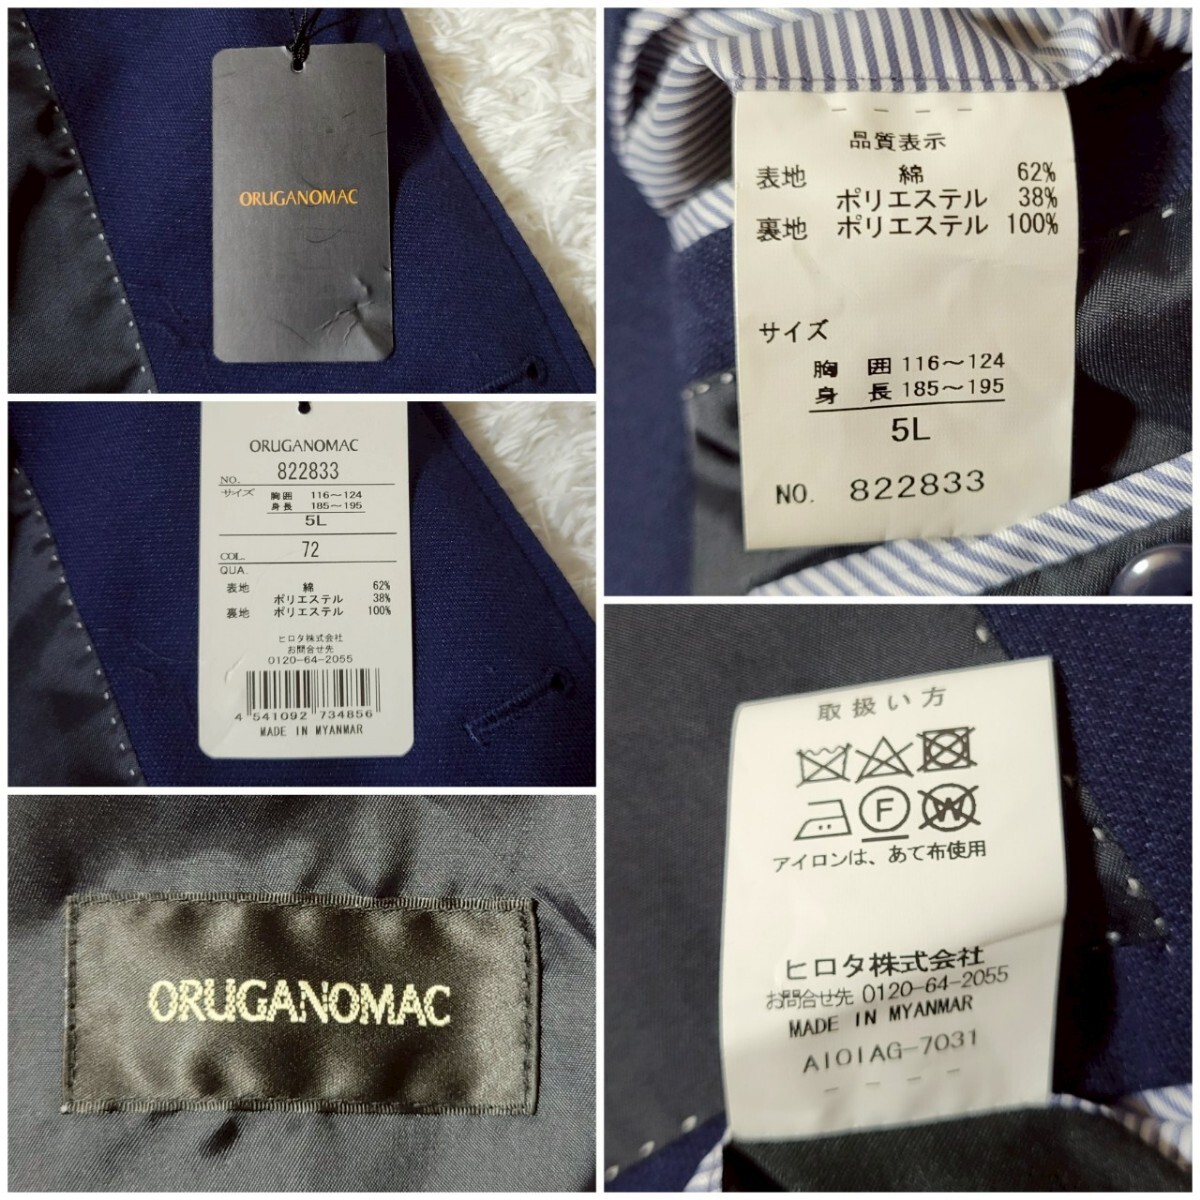 ORUGANOMAC
ORUGANOMAC
NO. 822833
サイズ 胸囲 116～124
身長 185～195
5L
COL. 72
QUA.
表地 綿 62%
ポリエステル 38%
裏地 ポリエステル 100%
ヒロタ株式会社
お問合せ先
0120-64-2055
4 541092 734856
MADE IN MYANMAR
ORUGANOMAC
品質表示
表地 綿 62%
ポリエステル 38%
裏地 ポリエステル 100%
サイズ
胸囲 116～124
身長 185～195
5L
NO. 822833
取扱い方
F W
アイロンは、あて布使用
ヒロタ株式会社
お問合せ先 0120-64-2055
MADE IN MYANMAR
AIOIAG-7031